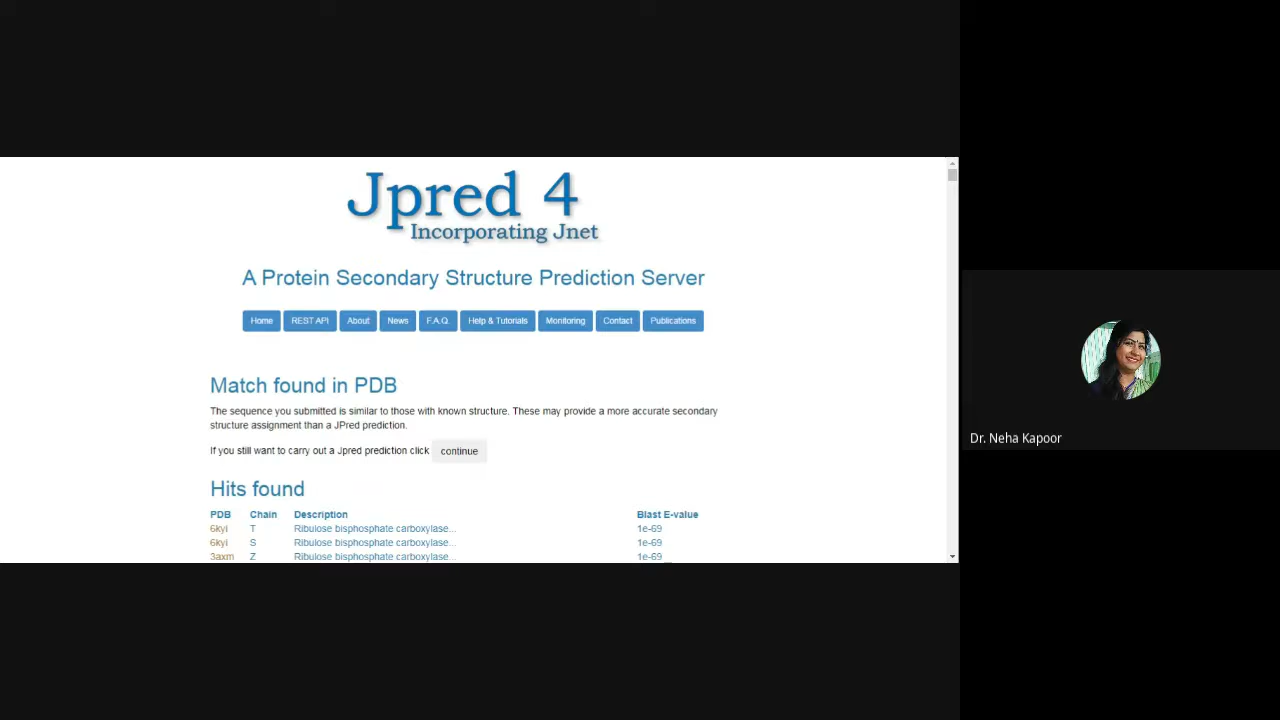 Jpred 4
Incorporating Jnet
A Protein Secondary Structure Prediction Server
Home REST API About News F.A.Q. Help & Tutorials Monitoring Contact Publications
Match found in PDB
The sequence you submitted is similar to those with known structure. These may provide a more accurate secondary
structure assignment than a JPred prediction.
If you still want to carry out a Jpred prediction click continue
Hits found
PDB Chain Description Blast E-value
6kyi T Ribulose bisphosphate carboxylase... 1e-69
6kyi S Ribulose bisphosphate carboxylase... 1e-69
3axm Z Ribulose bisphosphate carboxylase... 1e-69
Dr. Neha Kapoor